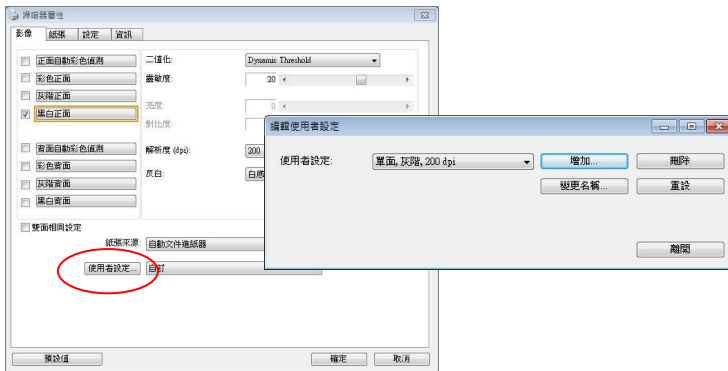 掃瞄器屬性
影像 紙張 設定 資訊
正面自動彩色偵測
彩色正面
灰階正面
黑白正面
背面自動彩色偵測
彩色背面
灰階背面
黑白背面
二值化: Dynamic Threshold
靈敏度: 20
亮度: 0
對比度:
解析度 (dpi): 200
反白: 白底
雙面相同設定
紙張來源: 自動文件進紙器
使用者設定... 自訂
預設值 確定 取消
編輯使用者設定
使用者設定: 單面, 灰階, 200 dpi 增加... 刪除
變更名稱... 重設
離開